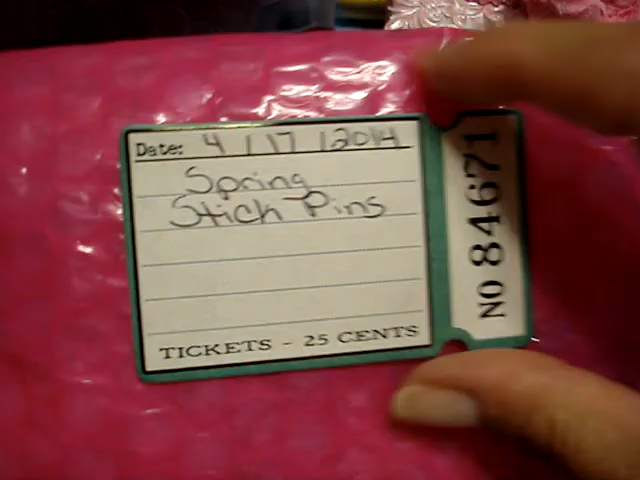 Date: 4/17/2014
Spring
Stich Pins
TICKETS - 25 CENTS
NO 84671